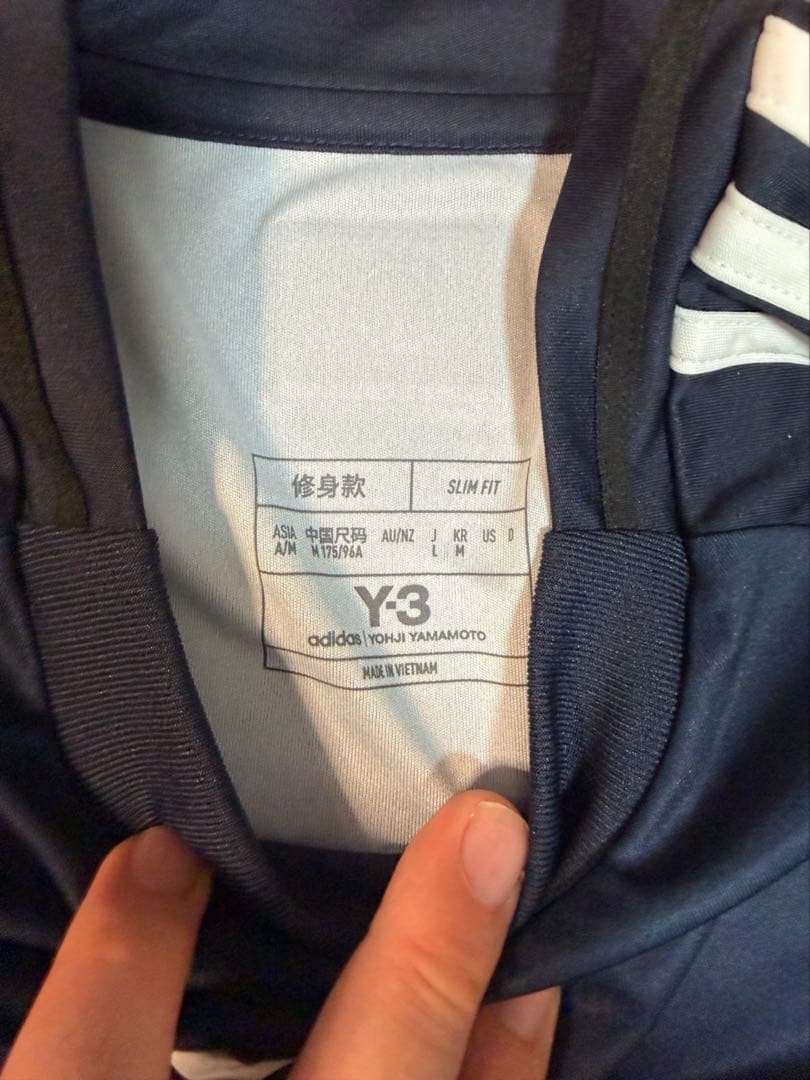 修身款 SLIM FIT
ASIA 中国尺码 AU/NZ J KR US D
A/M M 175/96A L M
Y-3
adidas | YOHJI YAMAMOTO
MADE IN VIETNAM